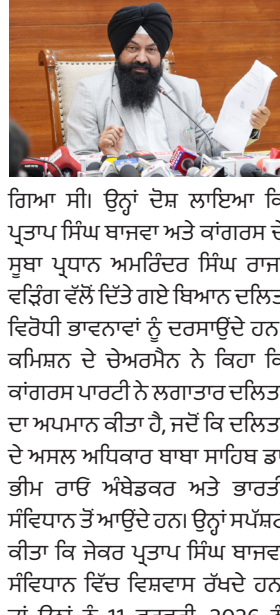 ਗਿਆ ਸੀ। ਉਨ੍ਹਾਂ ਦੋਸ਼ ਲਾਇਆ ਕਿ
ਪ੍ਰਤਾਪ ਸਿੰਘ ਬਾਜਵਾ ਅਤੇ ਕਾਂਗਰਸ ਦੇ
ਸੂਬਾ ਪ੍ਰਧਾਨ ਅਮਰਿੰਦਰ ਸਿੰਘ ਰਾਜਾ
ਵੜਿੰਗ ਵੱਲੋਂ ਦਿੱਤੇ ਗਏ ਬਿਆਨ ਦਲਿਤ
ਵਿਰੋਧੀ ਭਾਵਨਾਵਾਂ ਨੂੰ ਦਰਸਾਉਂਦੇ ਹਨ
ਕਮਿਸ਼ਨ ਦੇ ਚੇਅਰਮੈਨ ਨੇ ਕਿਹਾ ਕਿ
ਕਾਂਗਰਸ ਪਾਰਟੀ ਨੇ ਲਗਾਤਾਰ ਦਲਿਤਾਂ
ਦਾ ਅਪਮਾਨ ਕੀਤਾ ਹੈ, ਜਦੋਂ ਕਿ ਦਲਿਤਾਂ
ਦੇ ਅਸਲ ਅਧਿਕਾਰ ਬਾਬਾ ਸਾਹਿਬ ਡਾ
ਭੀਮ ਰਾਓ ਅੰਬੇਡਕਰ ਅਤੇ ਭਾਰਤੀ
ਸੰਵਿਧਾਨ ਤੋਂ ਆਉਂਦੇ ਹਨ। ਉਨ੍ਹਾਂ ਸਪੱਸ਼ਟ
ਕੀਤਾ ਕਿ ਜੇਕਰ ਪ੍ਰਤਾਪ ਸਿੰਘ ਬਾਜਵਾ
ਸੰਵਿਧਾਨ ਵਿੱਚ ਵਿਸ਼ਵਾਸ ਰੱਖਦੇ ਹਨ